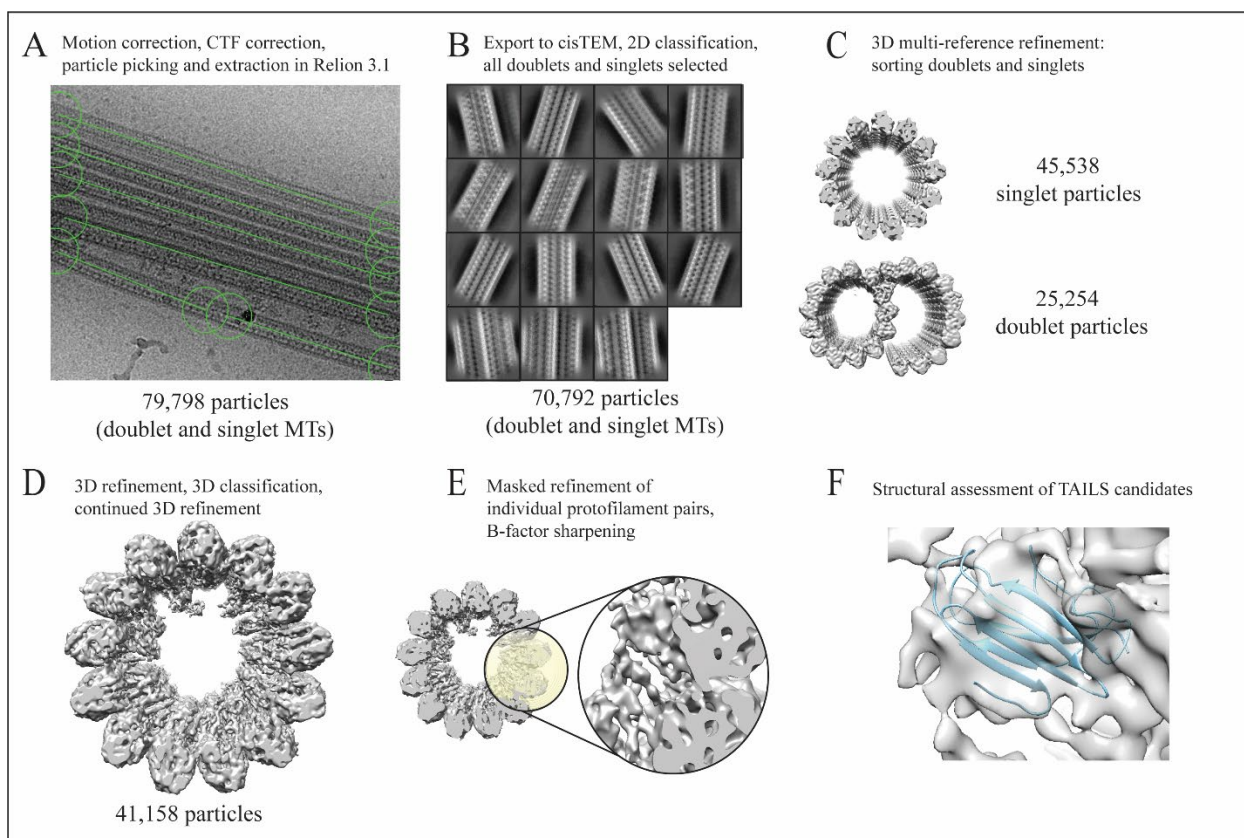 A
Motion correction, CTF correction,
particle picking and extraction in Relion 3.1
79,798 particles
(doublet and singlet MTs)
B
Export to cisTEM, 2D classification,
all doublets and singlets selected
70,792 particles
(doublet and singlet MTs)
C
3D multi-reference refinement:
sorting doublets and singlets
45,538
singlet particles
25,254
doublet particles
D
3D refinement, 3D classification,
continued 3D refinement
41,158 particles
E
Masked refinement of
individual protofilament pairs,
B-factor sharpening
F
Structural assessment of TAILS candidates